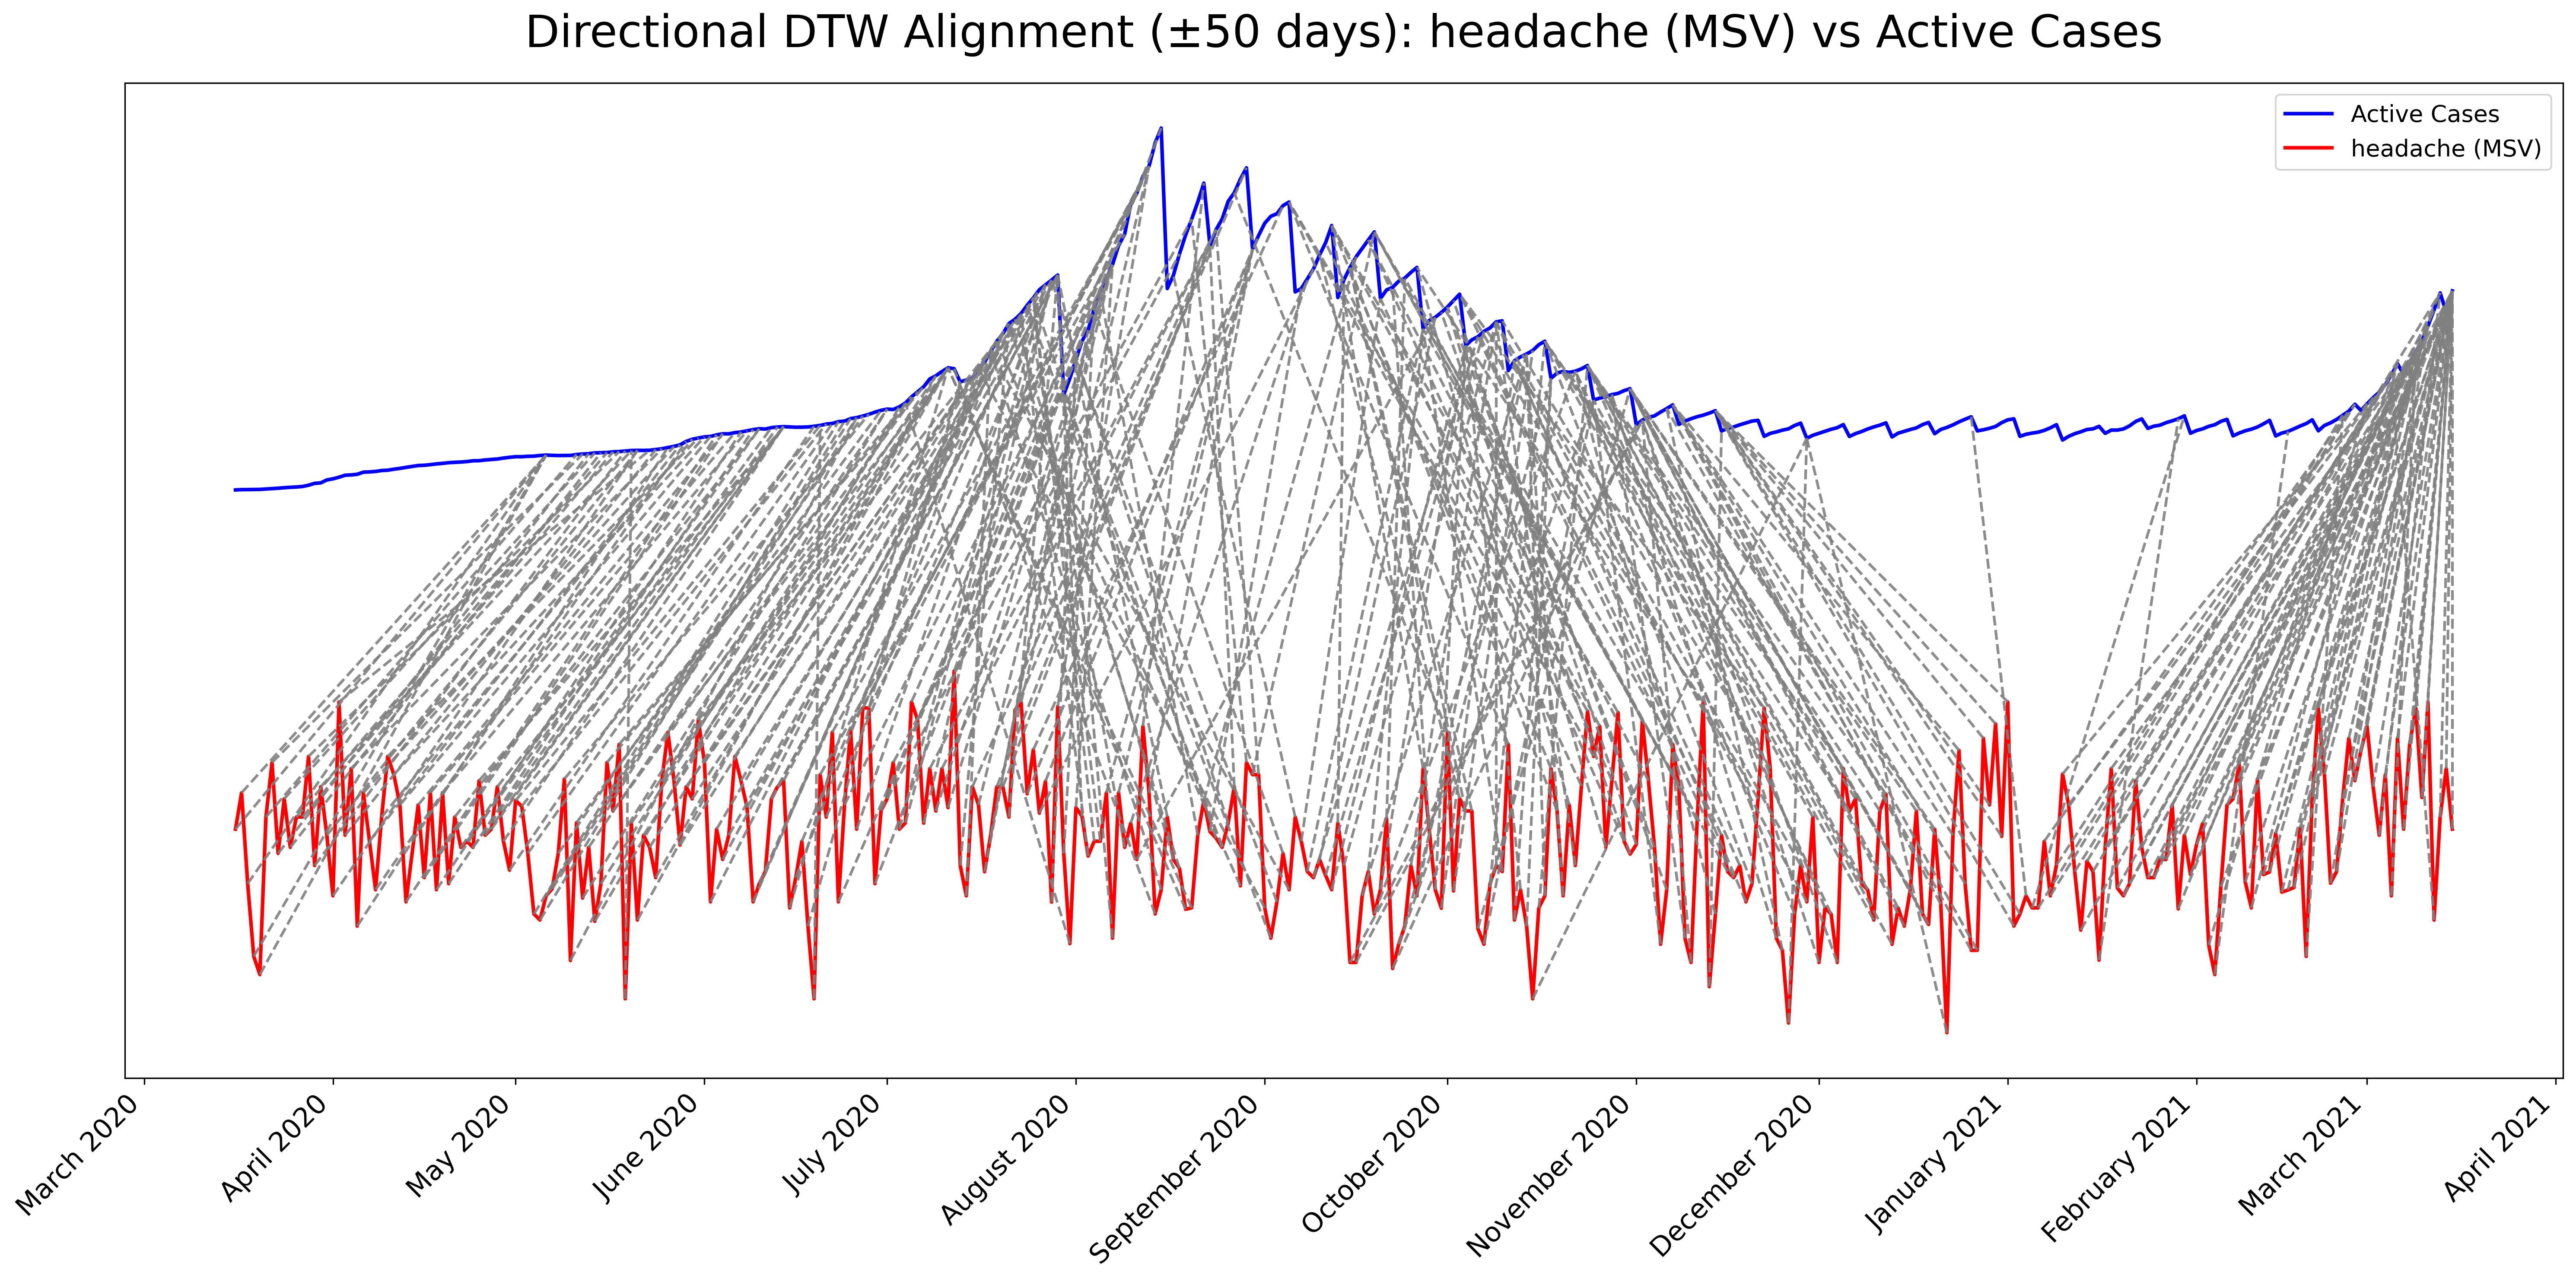 Directional DTW Alignment (±50 days): headache (MSV) vs Active Cases
Active Cases
headache (MSV)
March 2020
April 2020
May 2020
June 2020
July 2020
August 2020
September 2020
October 2020
November 2020
December 2020
January 2021
February 2021
March 2021
April 2021